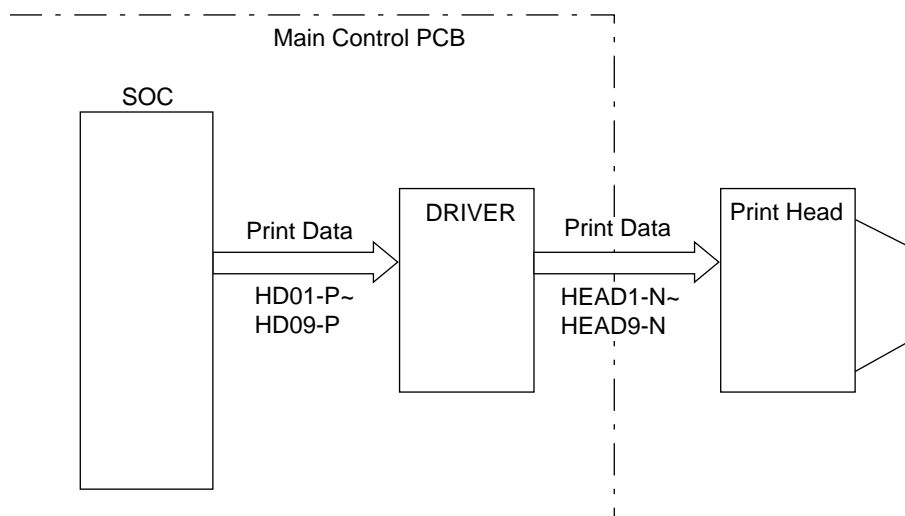 Main Control PCB
SOC
DRIVER
Print Head
Print Data
Print Data
HD01-P~
HD09-P
HEAD1-N~
HEAD9-N